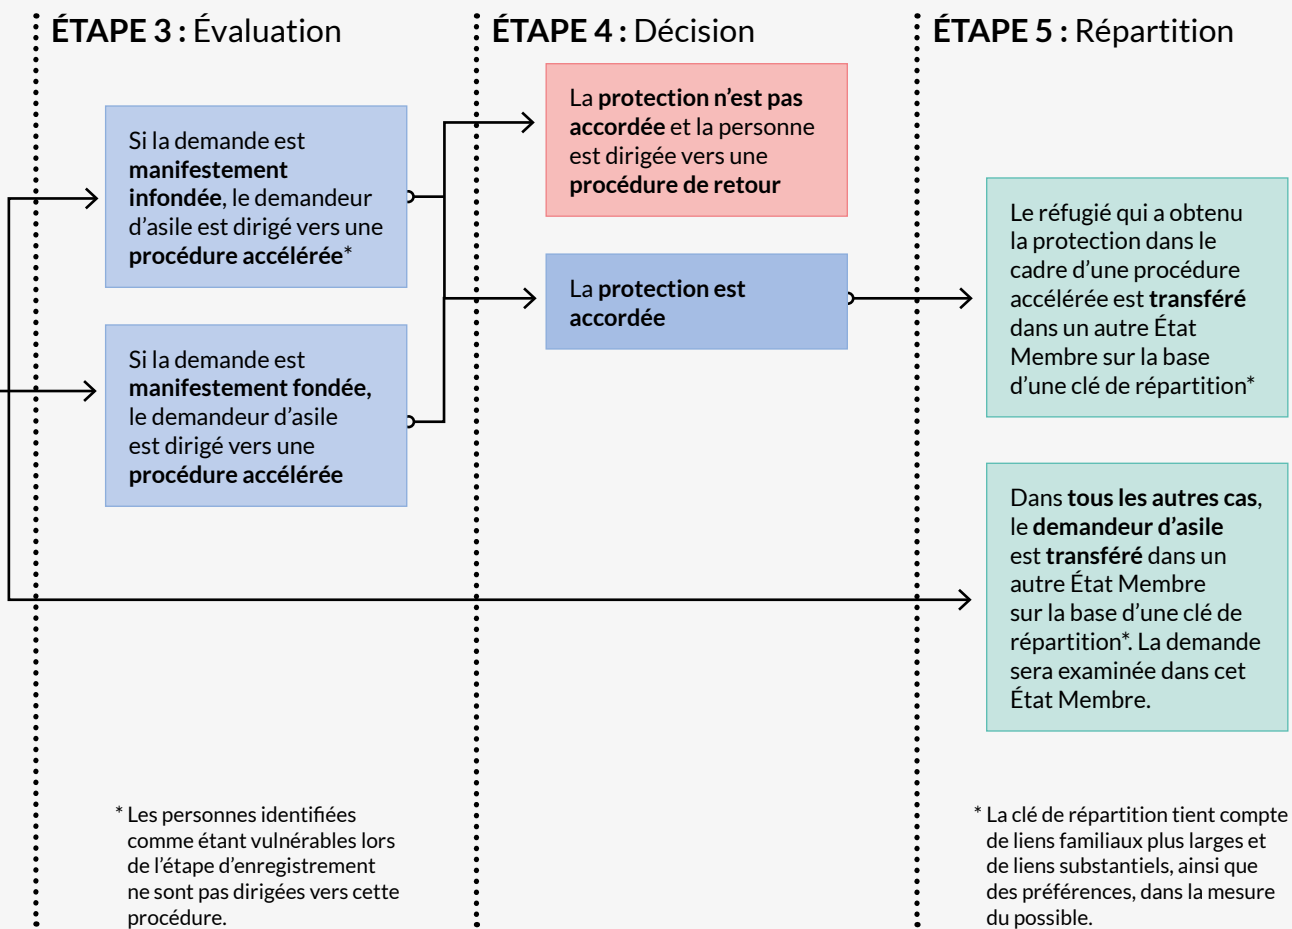 ÉTAPE 3 : Évaluation
Si la demande est
manifestement
infondée, le demandeur
d’asile est dirigé vers une
procédure accélérée*
Si la demande est
manifestement fondée,
le demandeur d’asile
est dirigé vers une
procédure accélérée
* Les personnes identifiées
comme étant vulnérables lors
de l’étape d’enregistrement
ne sont pas dirigées vers cette
procédure.
ÉTAPE 4 : Décision
La protection n’est pas
accordée et la personne
est dirigée vers une
procédure de retour
La protection est
accordée
ÉTAPE 5 : Répartition
Le réfugié qui a obtenu
la protection dans le
cadre d’une procédure
accélérée est transféré
dans un autre État
Membre sur la base
d’une clé de répartition*
Dans tous les autres cas,
le demandeur d’asile
est transféré dans un
autre État Membre
sur la base d’une clé de
répartition*. La demande
sera examinée dans cet
État Membre.
* La clé de répartition tient compte
de liens familiaux plus larges et
de liens substantiels, ainsi que
des préférences, dans la mesure
du possible.